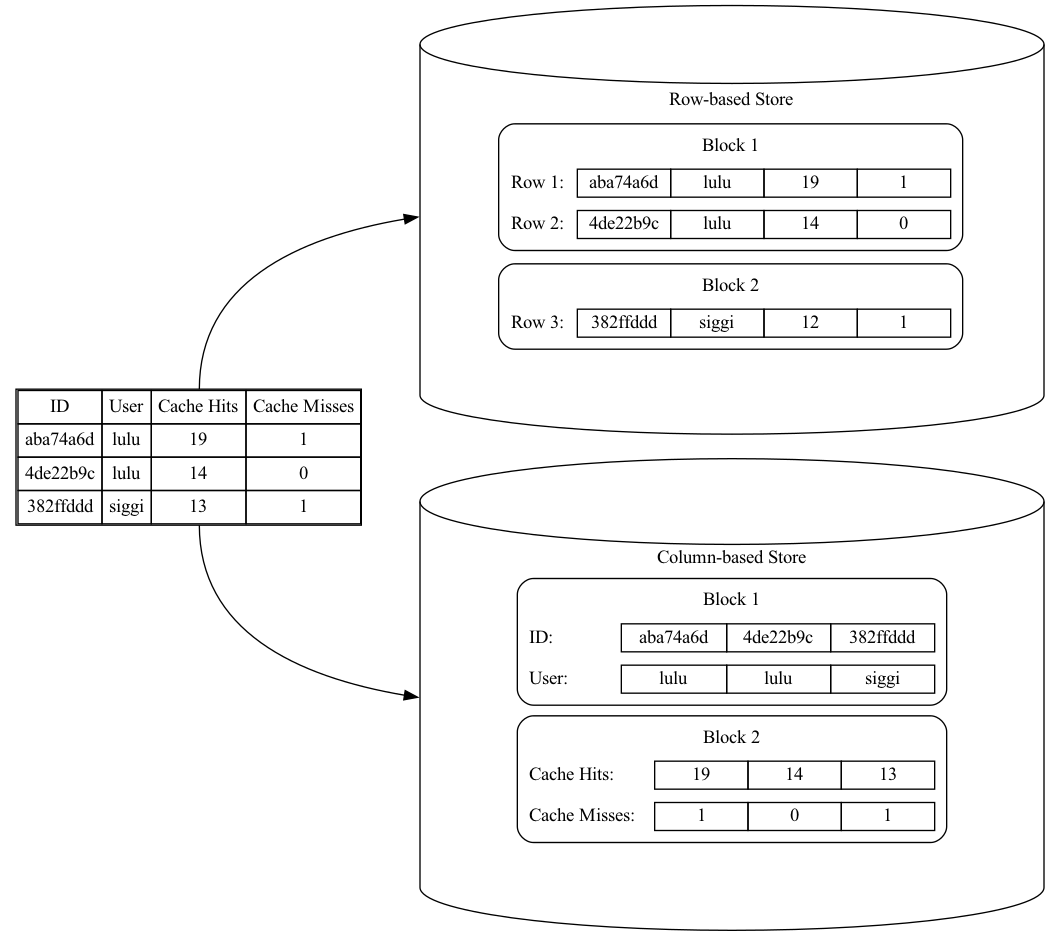 Row-based Store
Block 1
Row 1: aba74a6d lulu 19 1
Row 2: 4de22b9c lulu 14 0
Block 2
Row 3: 382ffddd siggi 12 1
ID User Cache Hits Cache Misses
aba74a6d lulu 19 1
4de22b9c lulu 14 0
382ffddd siggi 13 1
Column-based Store
Block 1
ID: aba74a6d 4de22b9c 382ffddd
User: lulu lulu siggi
Block 2
Cache Hits: 19 14 13
Cache Misses: 1 0 1